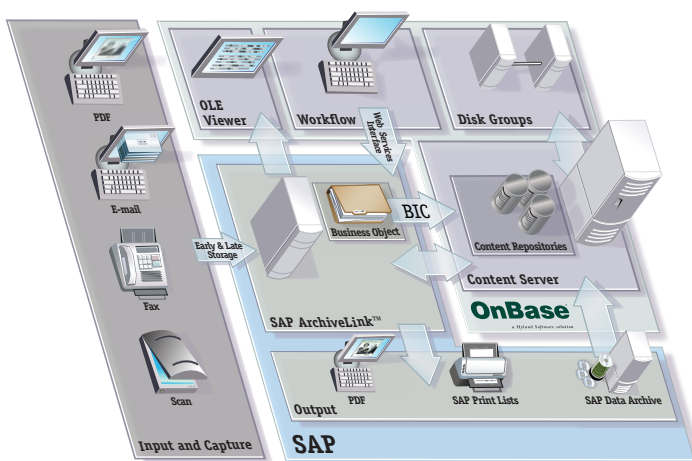 PDF
E-mail
Fax
Scan
Input and Capture
OLE
Viewer
Workflow
Disk Groups
Web Services
Interface
Early & Late
Storage
Business Object
BIC
SAP ArchiveLink™
Content Repositories
Content Server
OnBase
a Hyland Software solution
PDF
SAP Print Lists
SAP Data Archive
Output
SAP